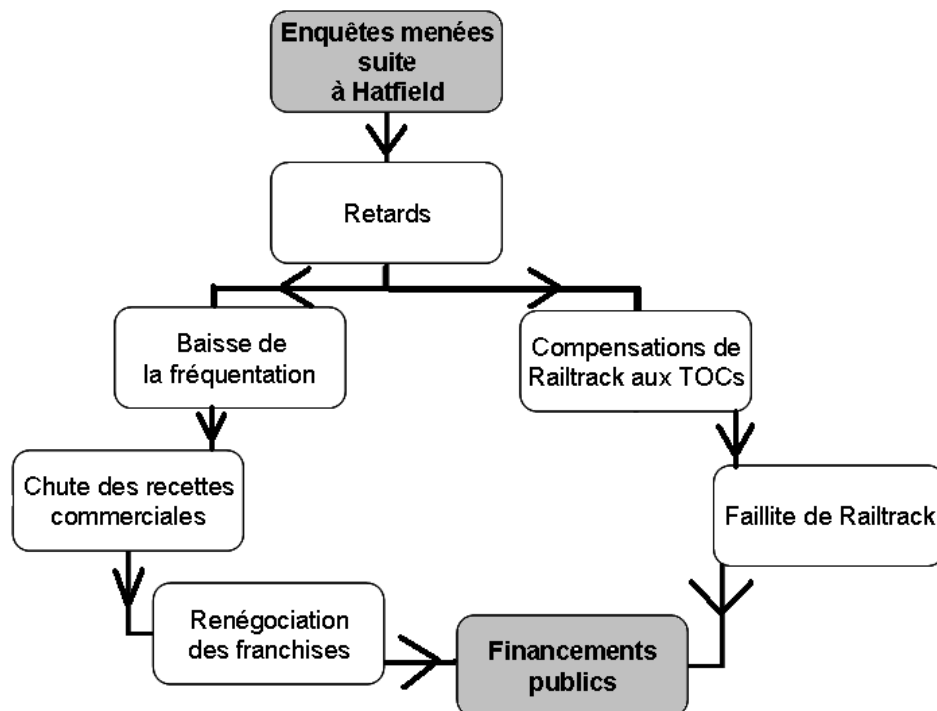 Enquêtes menées
suite
à Hatfield
Retards
Baisse de
la fréquentation
Compensations de
Railtrack aux TOCs
Chute des recettes
commerciales
Faillite de Railtrack
Renégociation
des franchises
Financements
publics